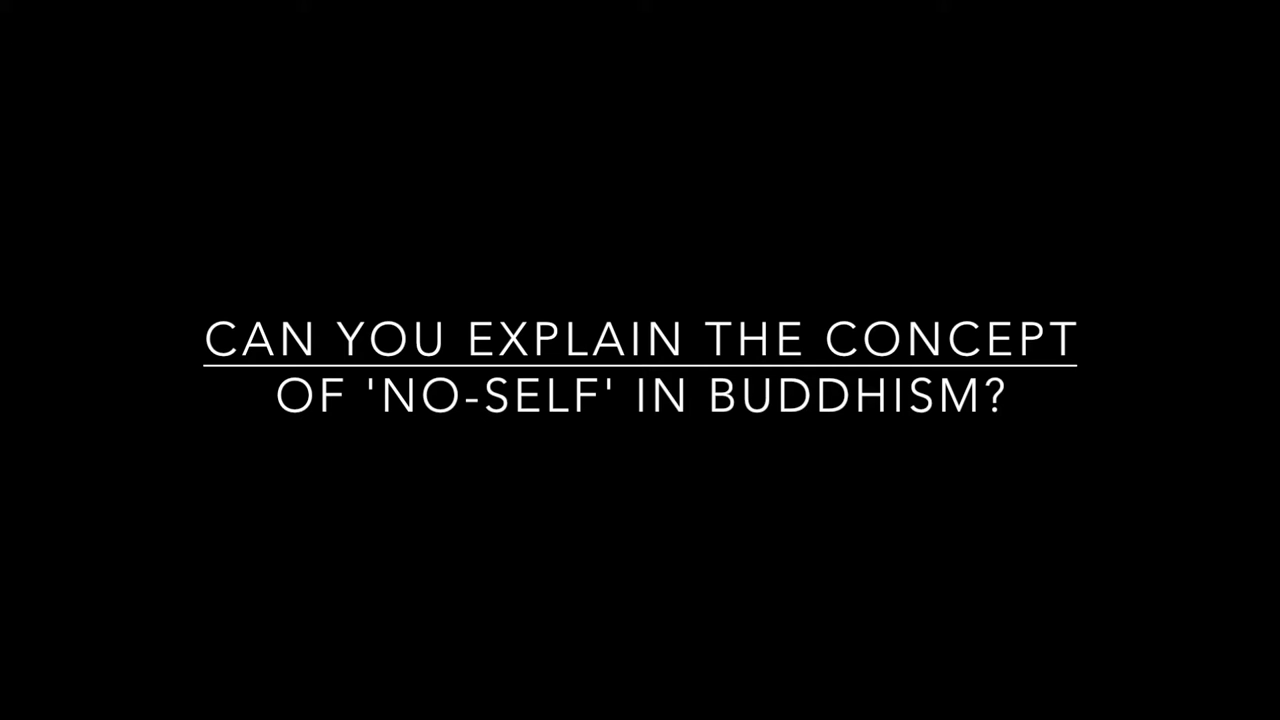 CAN YOU EXPLAIN THE CONCEPT
OF 'NO-SELF' IN BUDDHISM?